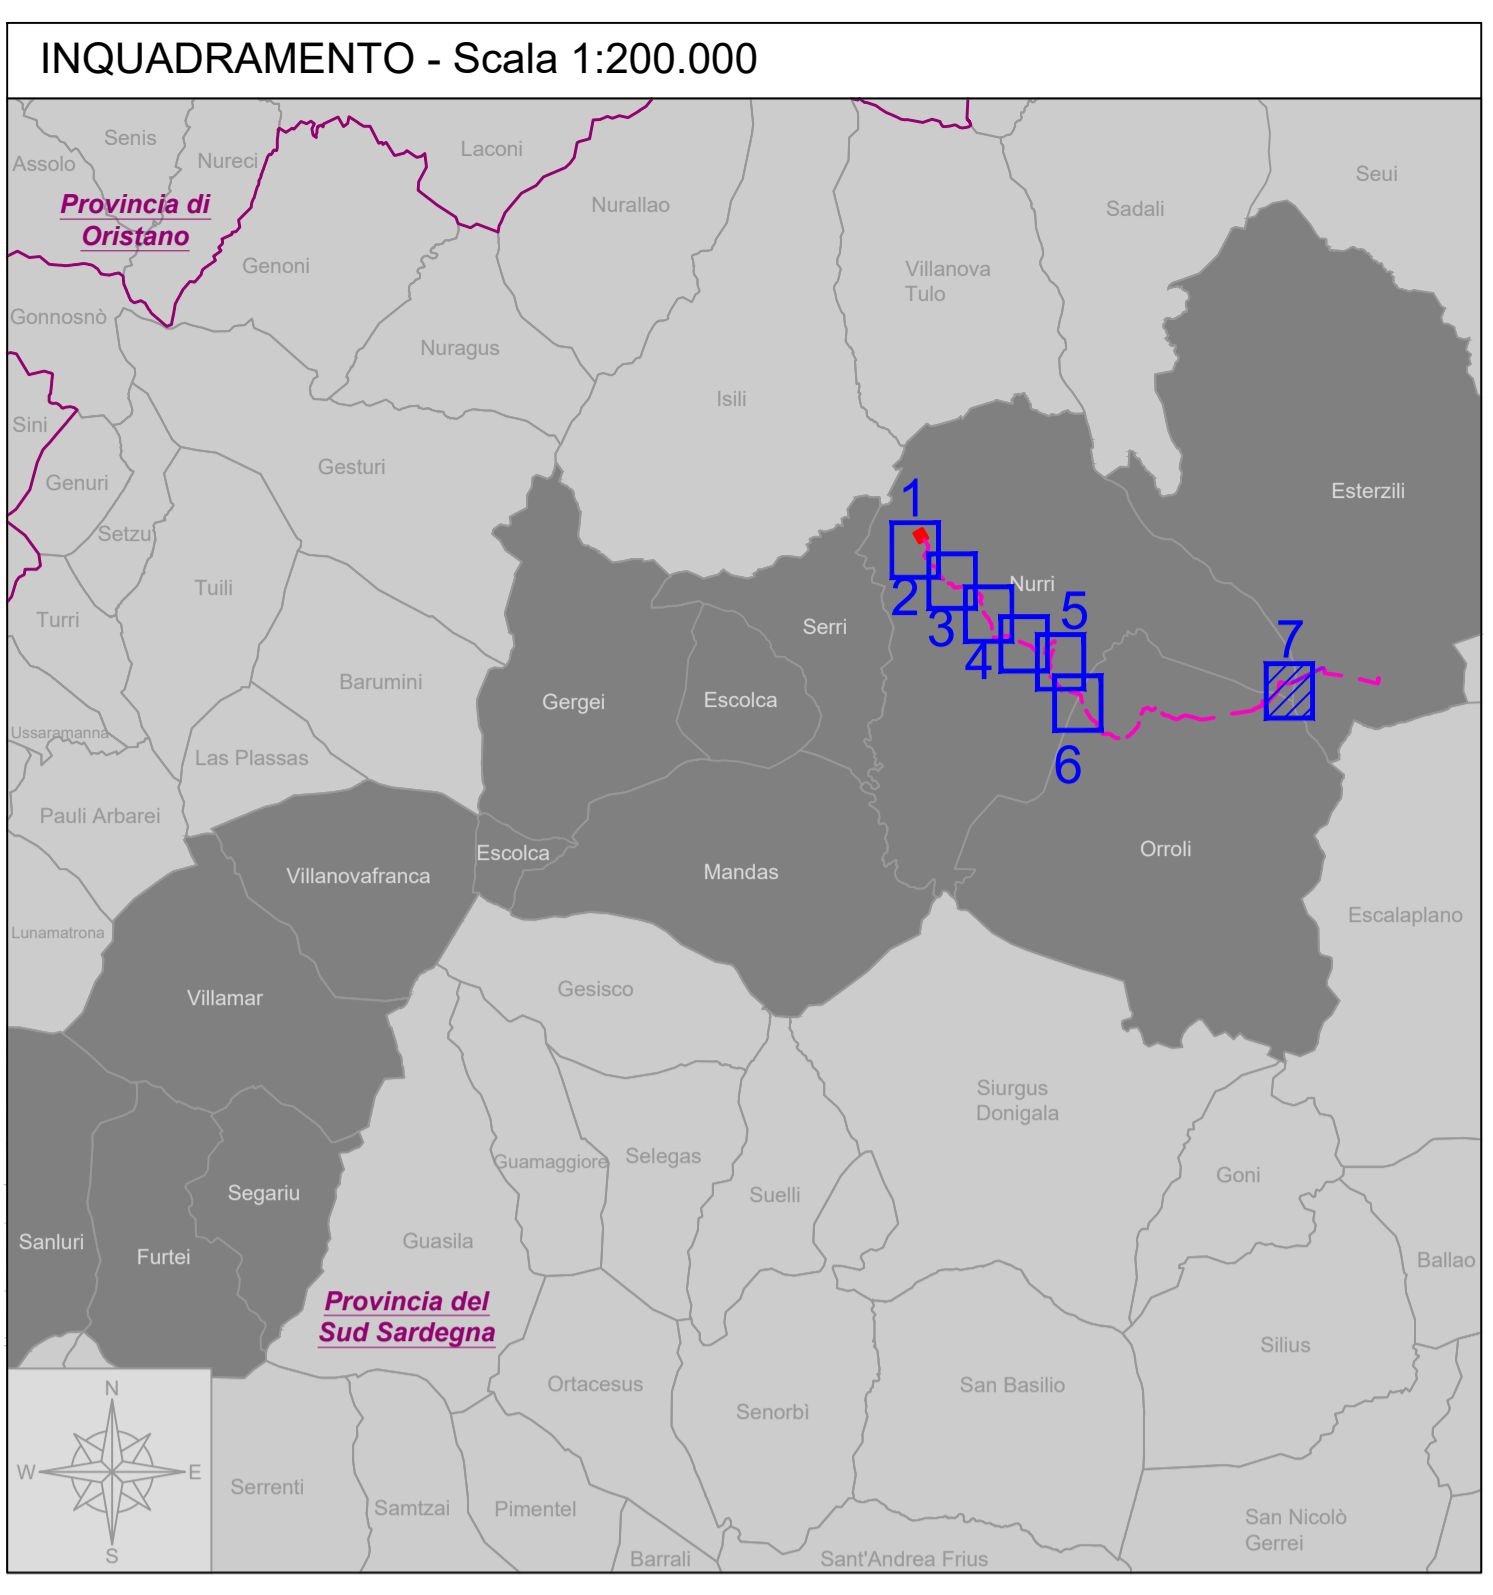 INQUADRAMENTO - Scala 1:200.000
Senis
Assolo
Nureci
Laconi
Seui
Provincia di
Oristano
Nurallao
Sadali
Genoni
Villanova
Tulo
Gonnosnò
Nuragus
Isili
Sini
Gesturi
Genuri
Esterzili
Setzu
1
Tuili
Nurri
2
5
Turri
Serri
3
7
4
Barumini
Gergei
Escolca
Ussaramanna
Las Plassas
6
Pauli Arbarei
Escolca
Orroli
Villanovafranca
Mandas
Escalaplano
Lunamatrona
Gesisco
Villamar
Siurgus
Donigala
Guamaggiore
Selegas
Goni
Segariu
Suelli
Sanluri
Furtei
Guasila
Ballao
Provincia del
Sud Sardegna
Silius
Ortacesus
San Basilio
N
Senorbì
W
E
Serrenti
Samtzai
Pimentel
San Nicolò
Gerrei
S
Barrali
Sant'Andrea Frius